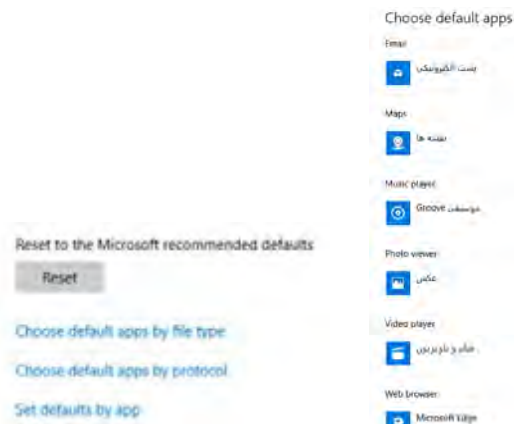 Choose default apps
Email
پست الکترونیکی
Maps
نقشه ها
Music player
موسیقی Groove
Photo viewer
عکس
Video player
فیلم و تلویزیون
Web browser
Microsoft Edge
Reset to the Microsoft recommended defaults
Reset
Choose default apps by file type
Choose default apps by protocol
Set defaults by app